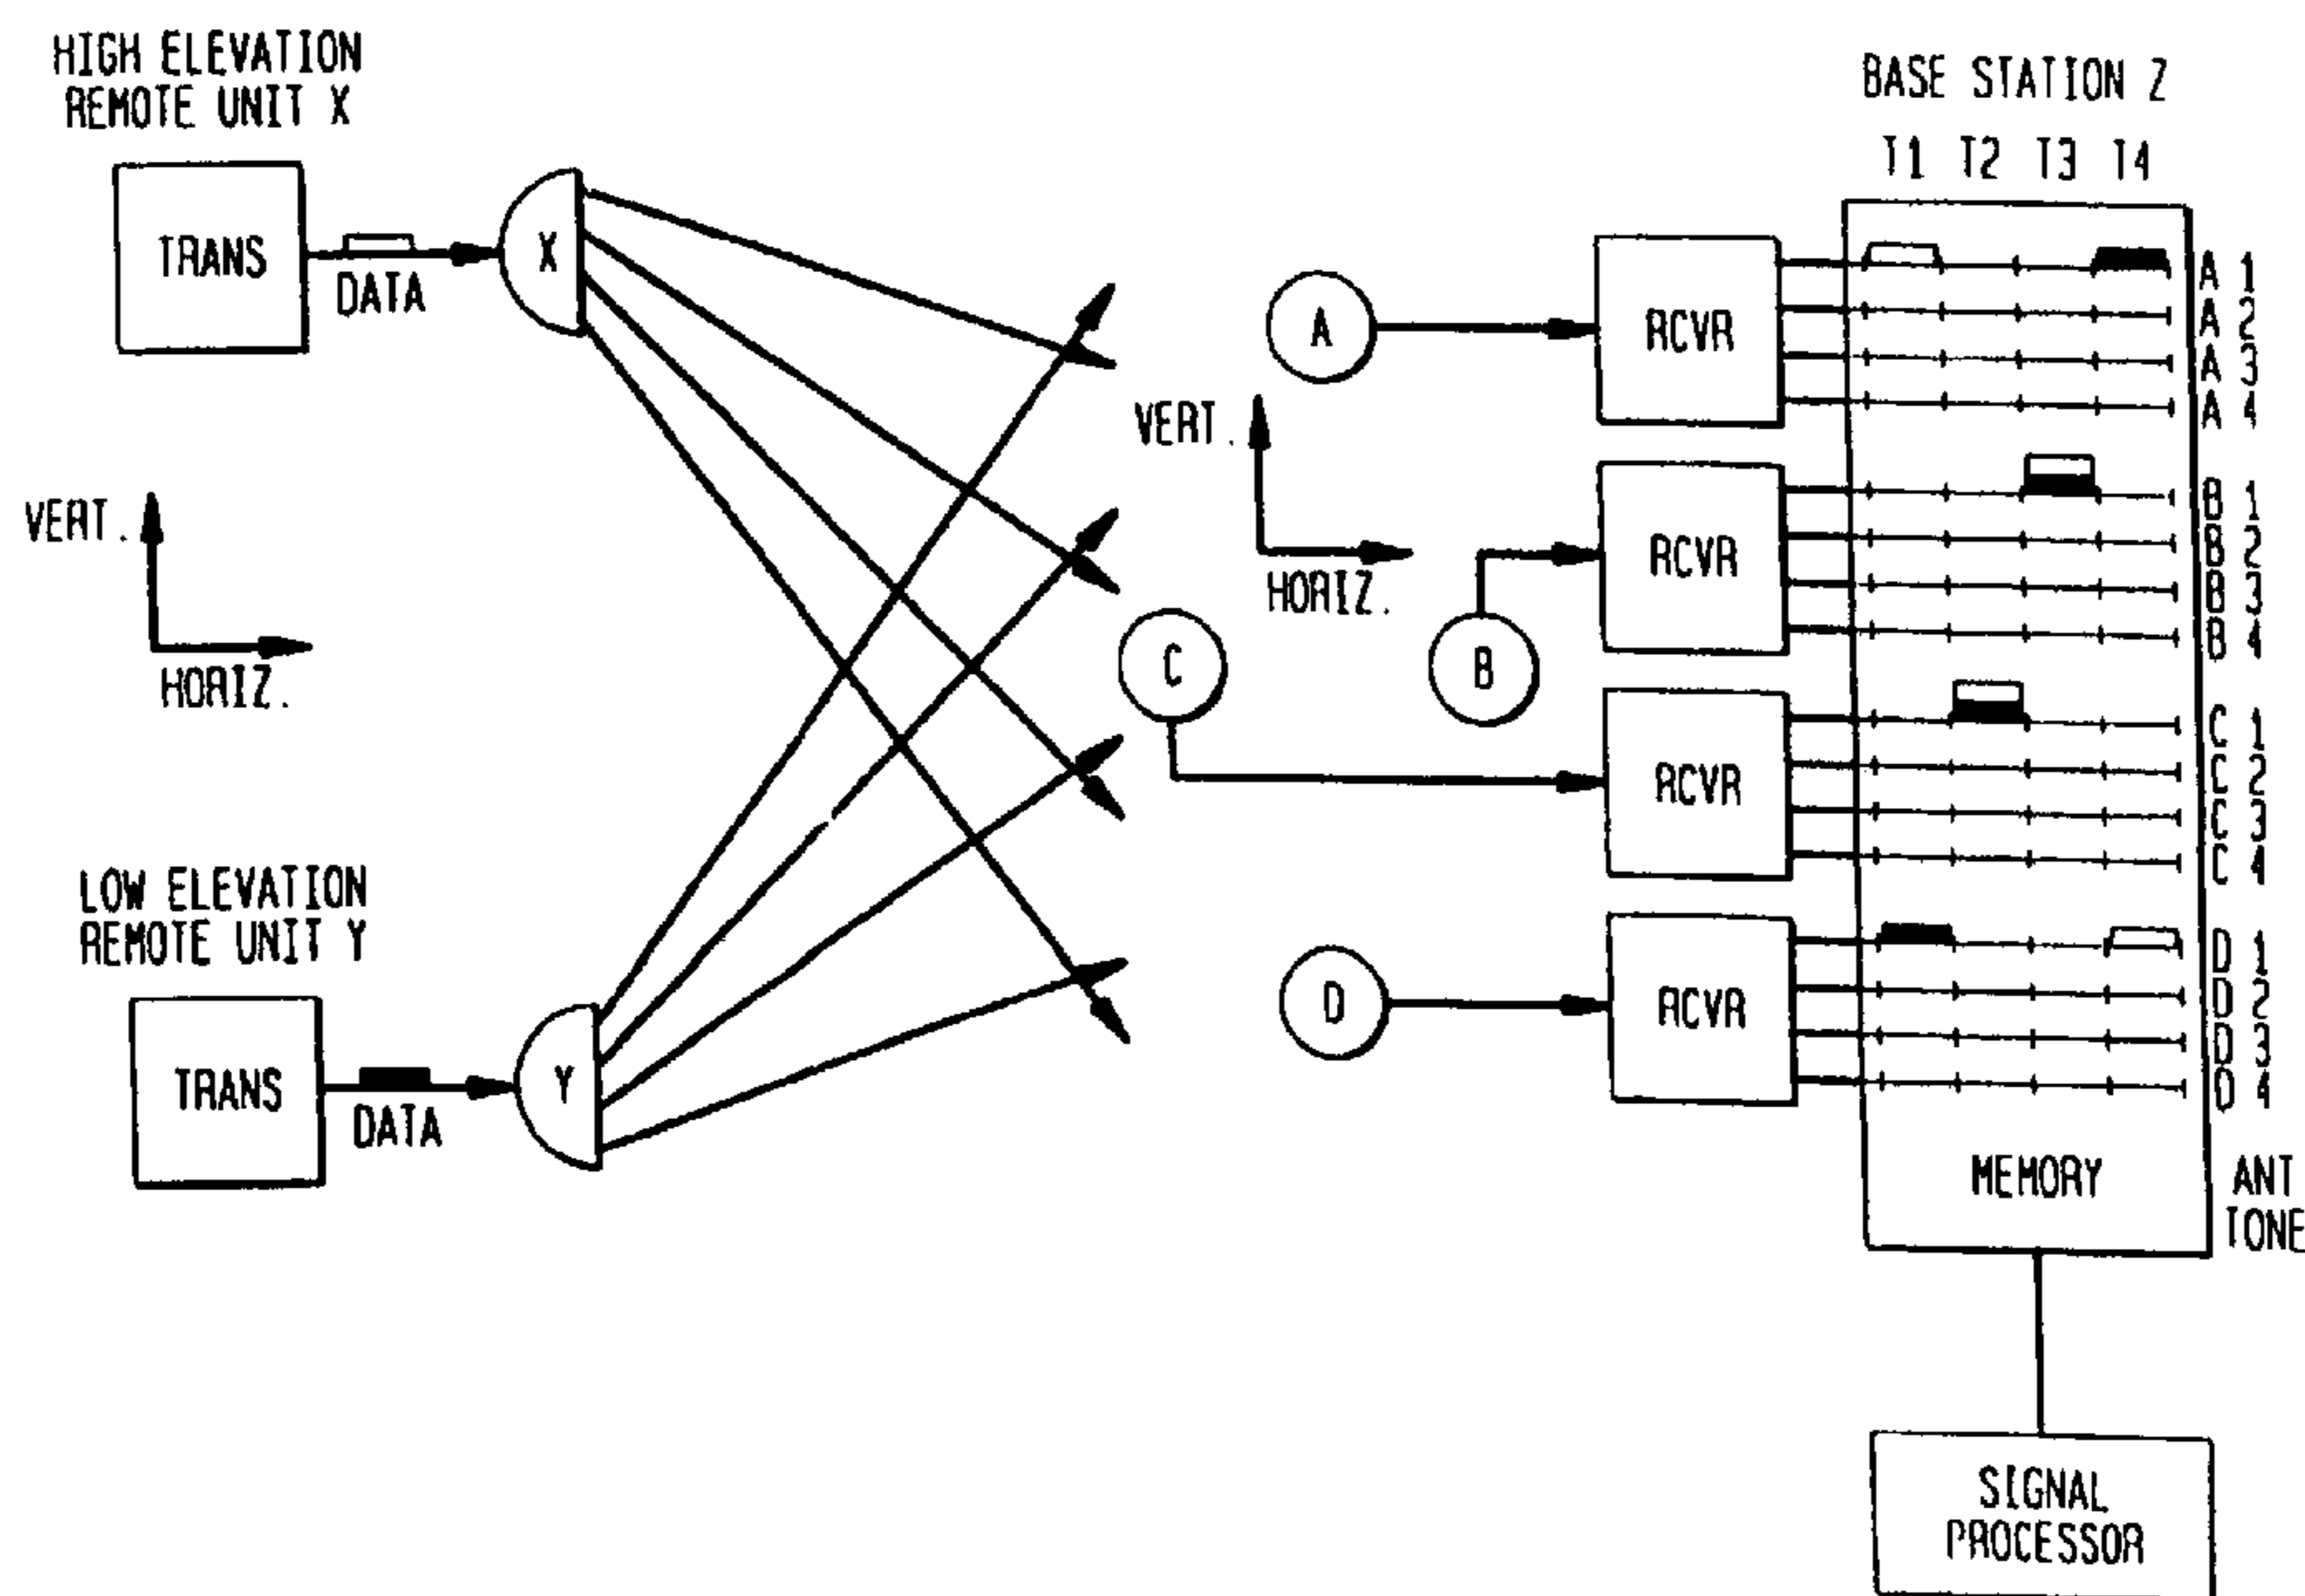 HIGH ELEVATION
REMOTE UNIT X
TRANS
DATA
X
VERT.
HORIZ.
LOW ELEVATION
REMOTE UNIT Y
TRANS
DATA
Y
VERT.
HORIZ.
A
B
C
D
RCVR
RCVR
RCVR
RCVR
BASE STATION Z
T1 T2 T3 T4
A 1
A 2
A 3
A 4
B 1
B 2
B 3
B 4
C 1
C 2
C 3
C 4
D 1
D 2
D 3
D 4
MEMORY
ANT
TONE
SIGNAL
PROCESSOR